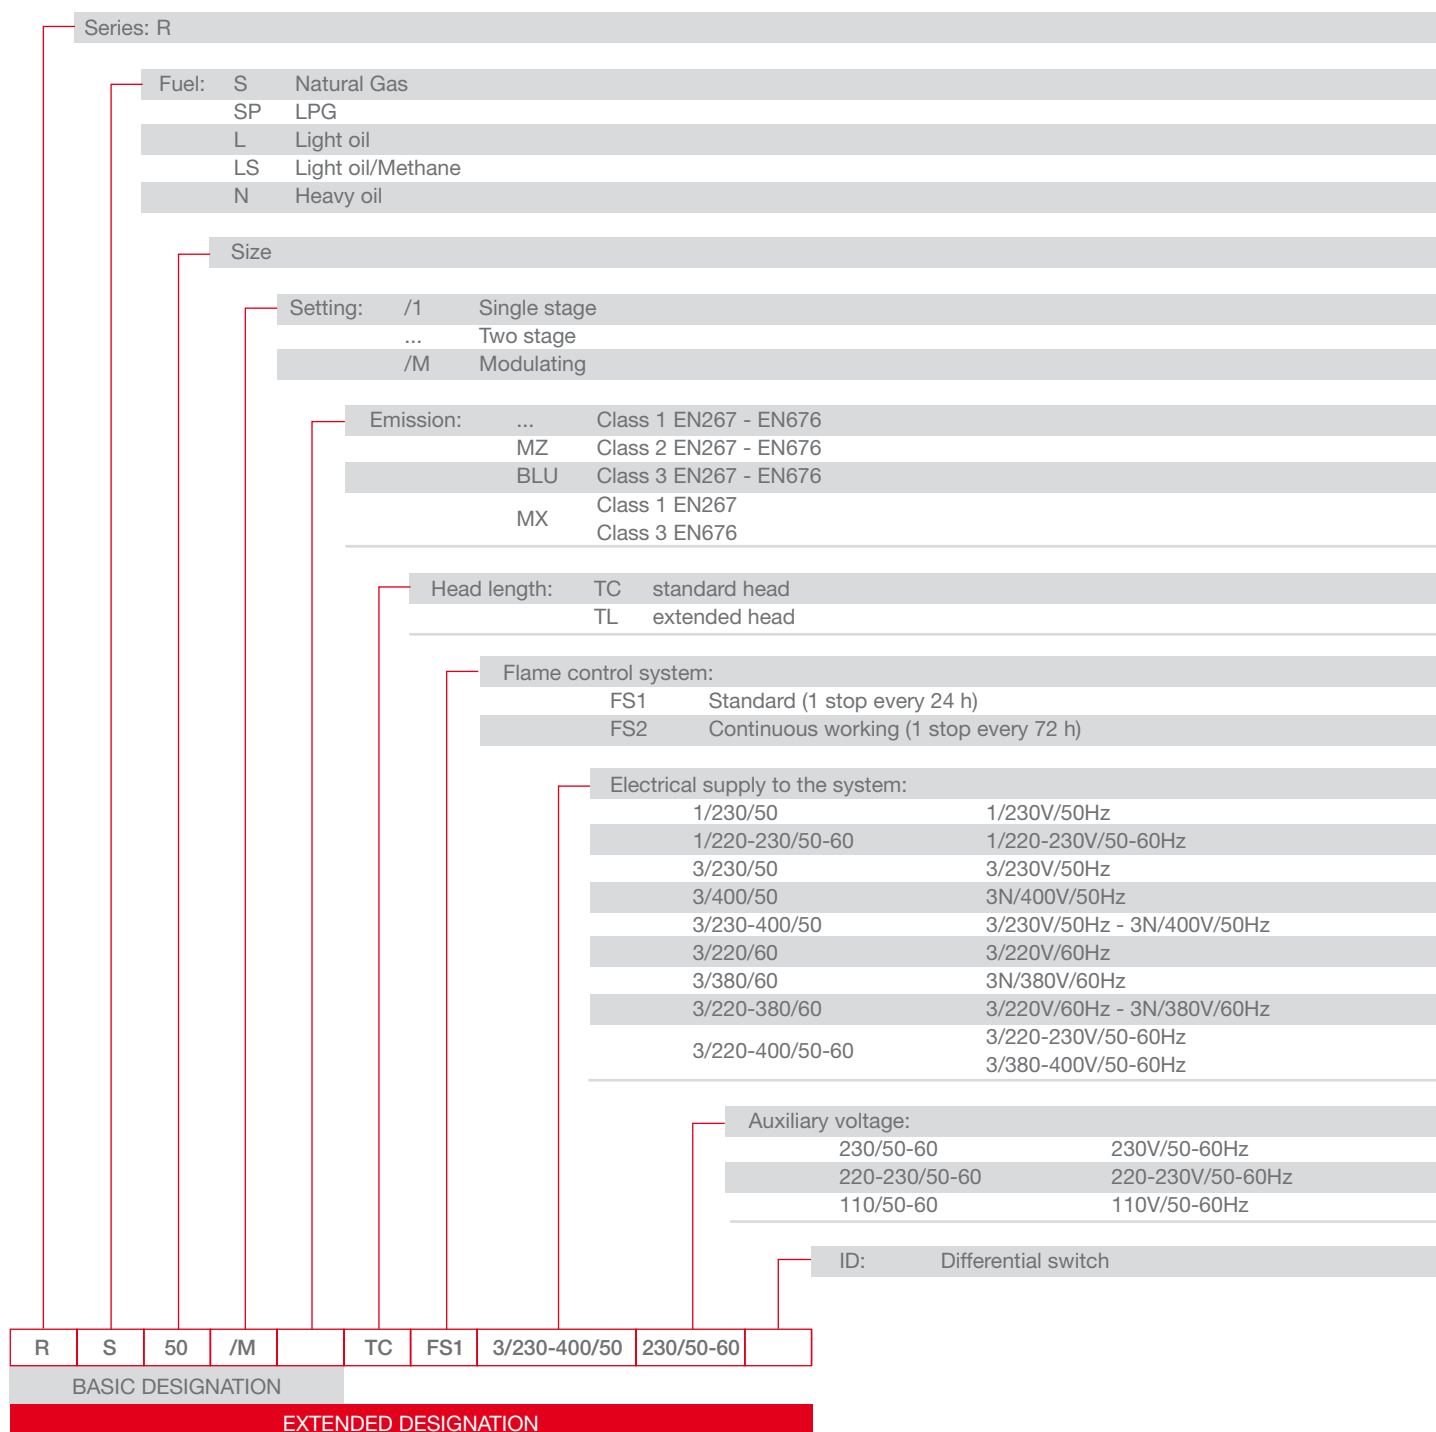 Series: R
Fuel: S Natural Gas
SP LPG
L Light oil
LS Light oil/Methane
N Heavy oil
Size
Setting: /1 Single stage
... Two stage
/M Modulating
Emission: ... Class 1 EN267 - EN676
MZ Class 2 EN267 - EN676
BLU Class 3 EN267 - EN676
MX Class 1 EN267
Class 3 EN676
Head length: TC standard head
TL extended head
Flame control system:
FS1 Standard (1 stop every 24 h)
FS2 Continuous working (1 stop every 72 h)
Electrical supply to the system:
1/230/50 1/230V/50Hz
1/220-230/50-60 1/220-230V/50-60Hz
3/230/50 3/230V/50Hz
3/400/50 3N/400V/50Hz
3/230-400/50 3/230V/50Hz - 3N/400V/50Hz
3/220/60 3/220V/60Hz
3/380/60 3N/380V/60Hz
3/220-380/60 3/220V/60Hz - 3N/380V/60Hz
3/220-400/50-60 3/220-230V/50-60Hz
3/380-400V/50-60Hz
Auxiliary voltage:
230/50-60 230V/50-60Hz
220-230/50-60 220-230V/50-60Hz
110/50-60 110V/50-60Hz
ID: Differential switch
R S 50 /M TC FS1 3/230-400/50 230/50-60
BASIC DESIGNATION
EXTENDED DESIGNATION